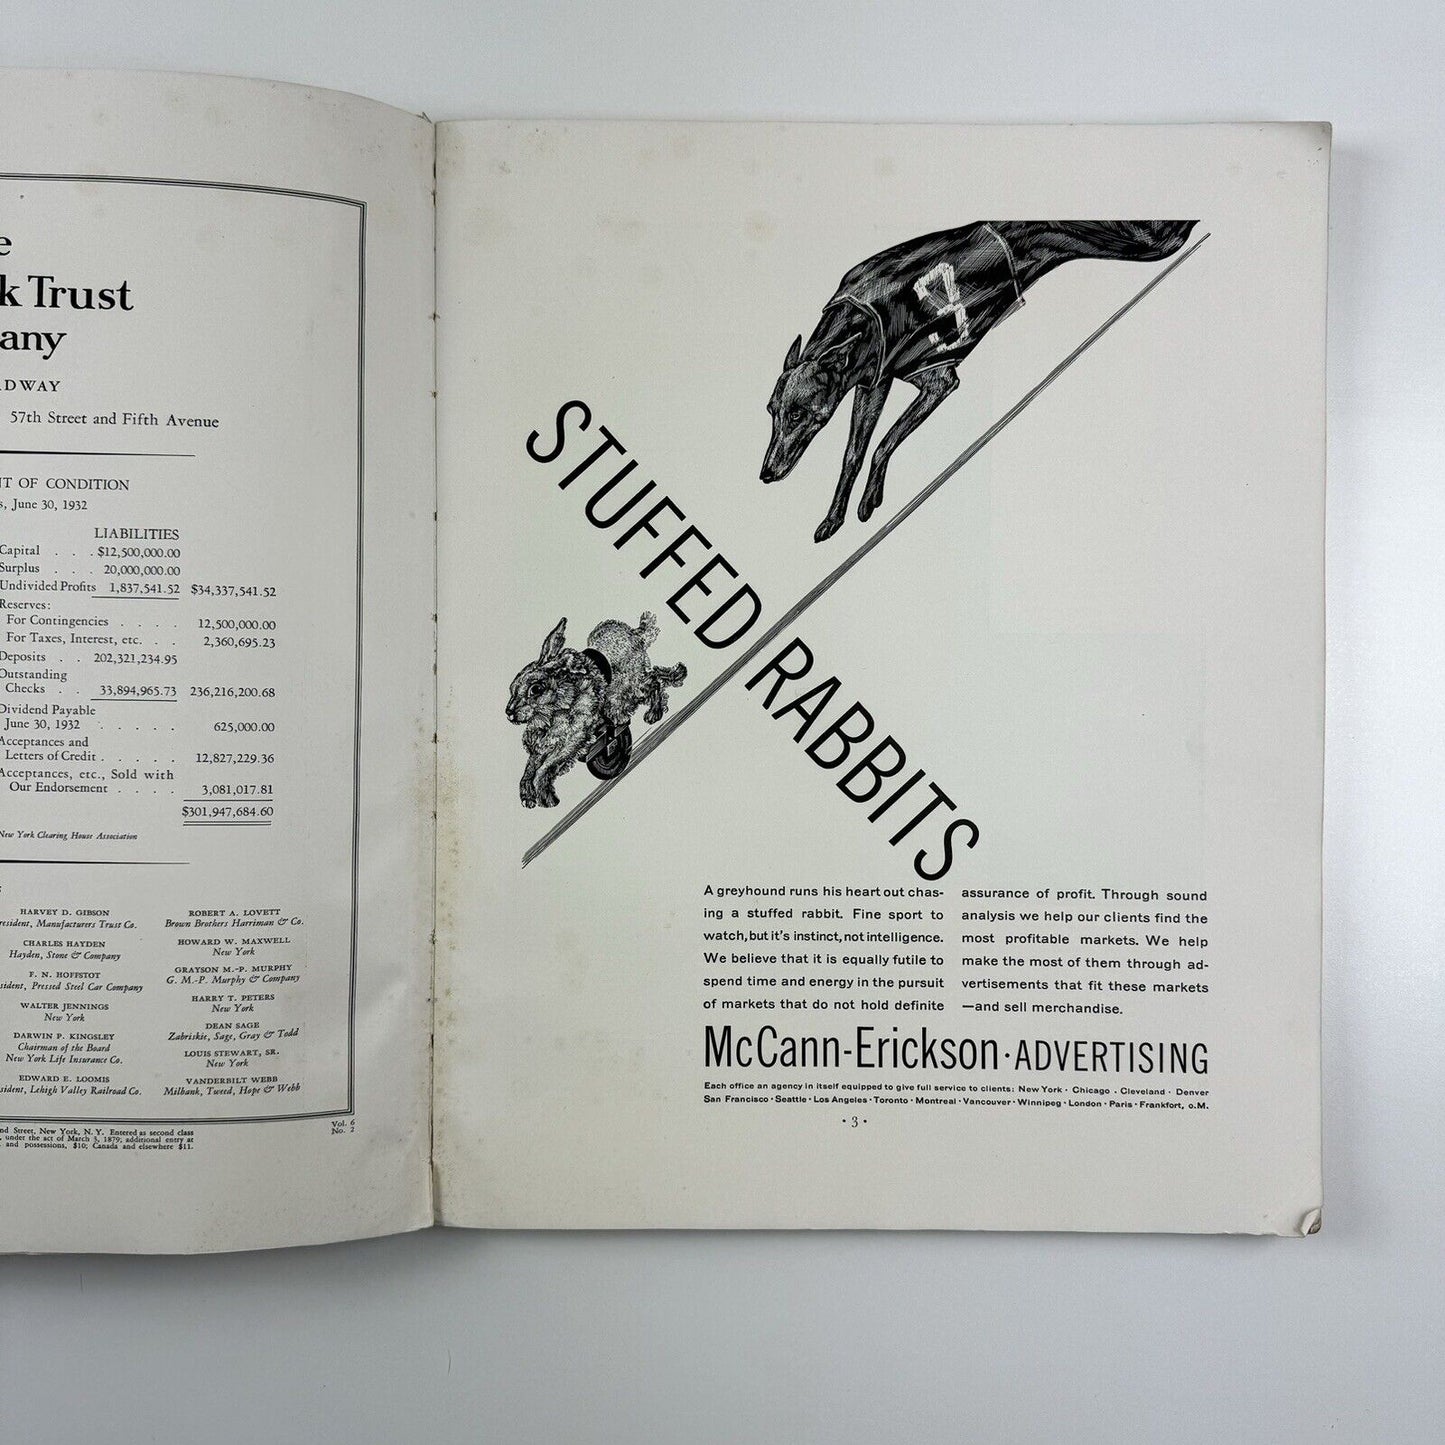 e
k Trust
any
ADWAY
57th Street and Fifth Avenue
T OF CONDITION
s, June 30, 1932
LIABILITIES
Capital . . . $12,500,000.00
Surplus . . . 20,000,000.00
Undivided Profits 1,837,541.52 $34,337,541.52
Reserves:
For Contingencies . . . . 12,500,000.00
For Taxes, Interest, etc. . . 2,360,695.23
Deposits . . 202,321,234.95
Outstanding
Checks . . 33,894,965.73 236,216,200.68
Dividend Payable
June 30, 1932 . . . . . 625,000.00
Acceptances and
Letters of Credit . . . . . 12,827,229.36
Acceptances, etc., Sold with
Our Endorsement . . . . 3,081,017.81
$301,947,684.60
New York Clearing House Association
HARVEY D. GIBSON
resident, Manufacturers Trust Co.
CHARLES HAYDEN
Hayden, Stone & Company
F. N. HOFFSTOT
sident, Pressed Steel Car Company
WALTER JENNINGS
New York
DARWIN P. KINGSLEY
Chairman of the Board
New York Life Insurance Co.
EDWARD E. LOOMIS
sident, Lehigh Valley Railroad Co.
ROBERT A. LOVETT
Brown Brothers Harriman & Co.
HOWARD W. MAXWELL
New York
GRAYSON M.-P. MURPHY
G. M.-P. Murphy & Company
HARRY T. PETERS
New York
DEAN SAGE
Zabriskie, Sage, Gray & Todd
LOUIS STEWART, SR.
New York
VANDERBILT WEBB
Milbank, Tweed, Hope & Webb
nd Street, New York, N. Y. Entered as second class
, under the act of March 3, 1879; additional entry at
and possessions, $10; Canada and elsewhere $11.
Vol. 6
No. 2
3
STUFFED RABBITS
A greyhound runs his heart out chas-
ing a stuffed rabbit. Fine sport to
watch, but it's instinct, not intelligence.
We believe that it is equally futile to
spend time and energy in the pursuit
of markets that do not hold definite
assurance of profit. Through sound
analysis we help our clients find the
most profitable markets. We help
make the most of them through ad-
vertisements that fit these markets
—and sell merchandise.
McCann-Erickson · ADVERTISING
Each office an agency in itself equipped to give full service to clients: New York · Chicago · Cleveland · Denver
San Francisco · Seattle · Los Angeles · Toronto · Montreal · Vancouver · Winnipeg · London · Paris · Frankfort, o.M.
· 3 ·